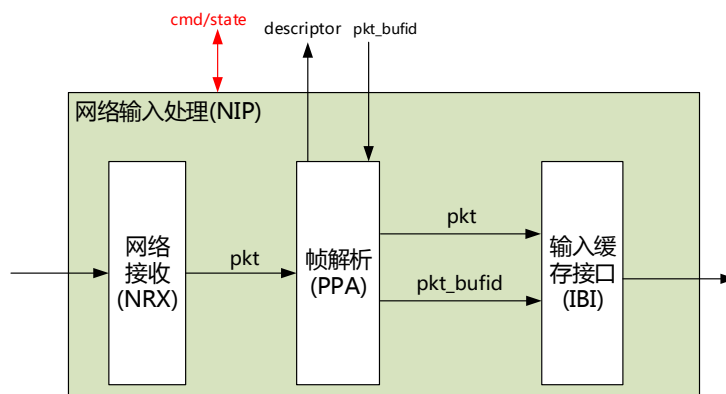 cmd/state
descriptor
pkt_bufid
网络输入处理(NIP)
网络
接收
(NRX)
pkt
帧解析
(PPA)
pkt
pkt_bufid
输入缓
存接口
(IBI)